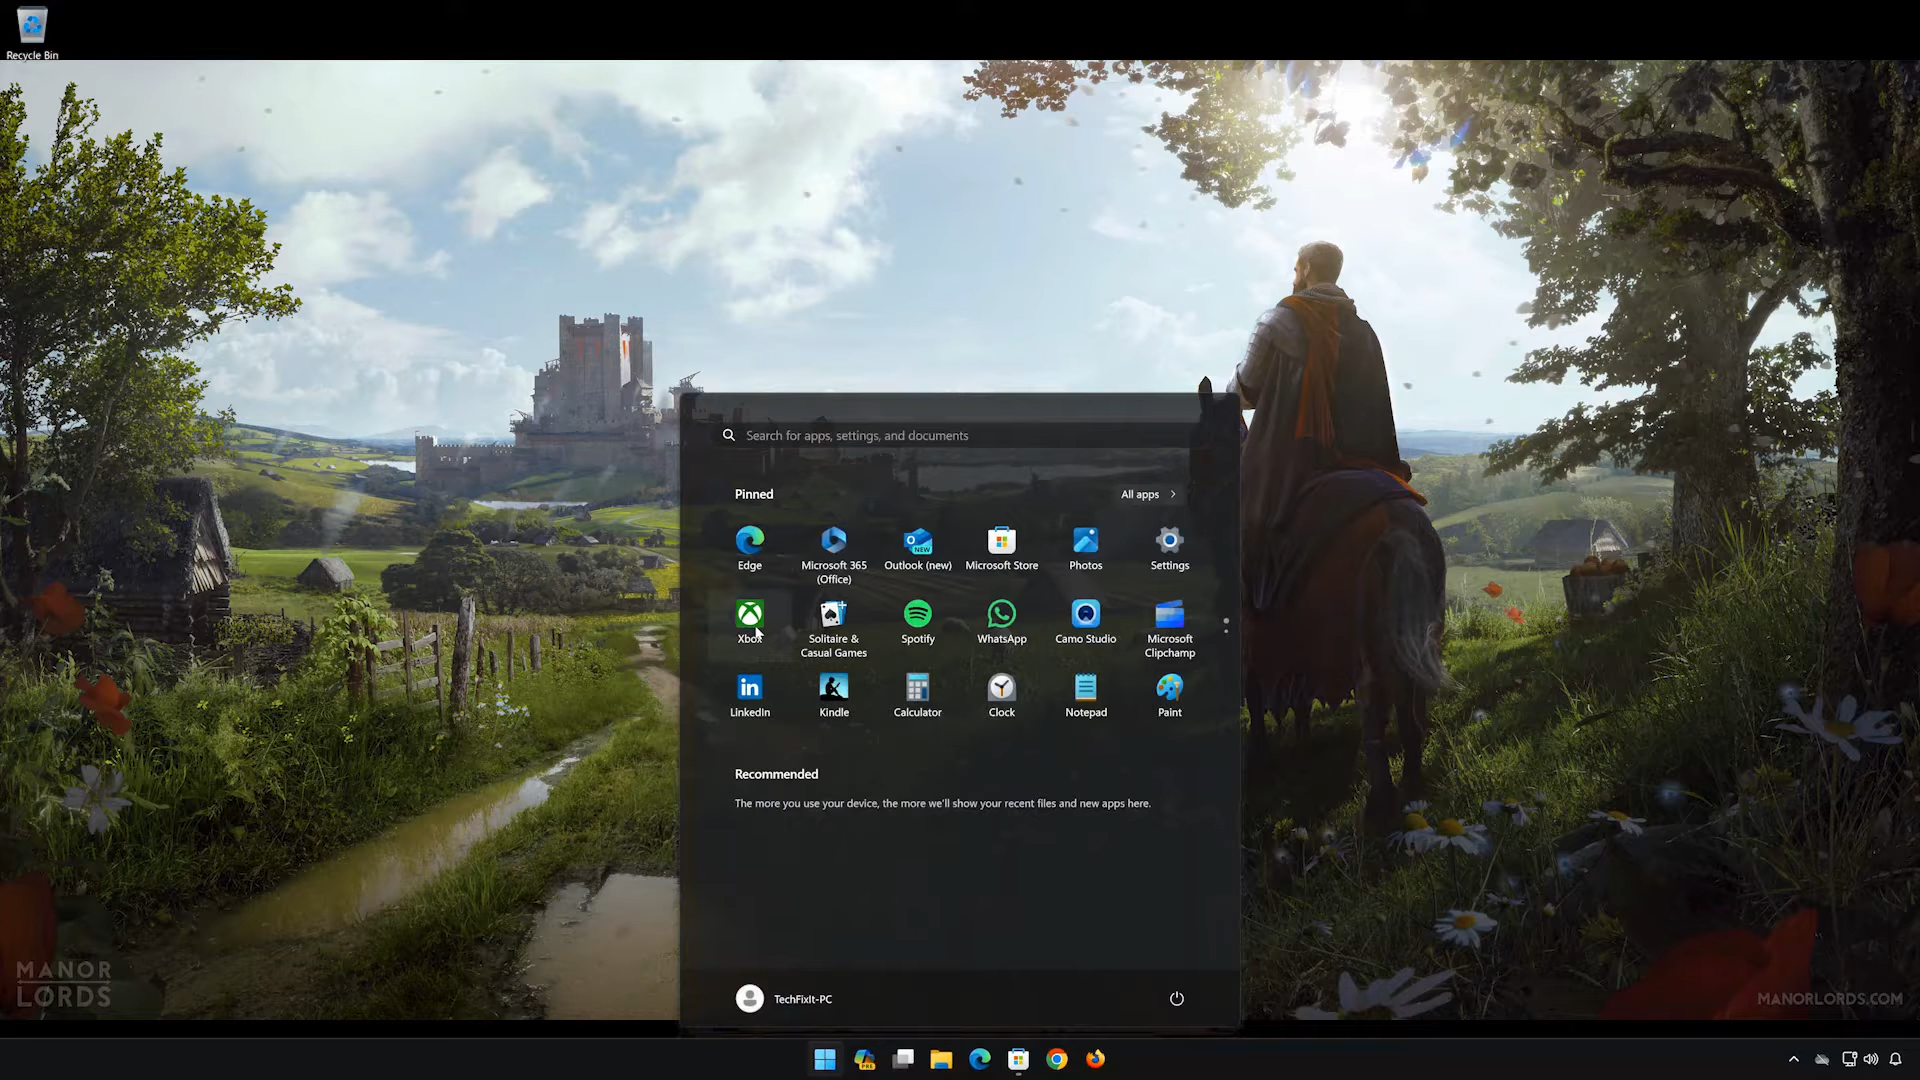 Recycle Bin
Search for apps, settings, and documents
Pinned
All apps
Edge
Microsoft 365
(Office)
Outlook (new)
Microsoft Store
Photos
Settings
Xbox
Solitaire &
Casual Games
Spotify
WhatsApp
Camo Studio
Microsoft
Clipchamp
LinkedIn
Kindle
Calculator
Clock
Notepad
Paint
Recommended
The more you use your device, the more we'll show your recent files and new apps here.
MANOR
LORDS
TechFixIt-PC
MANORLORDS.COM
NEW
in
PRE